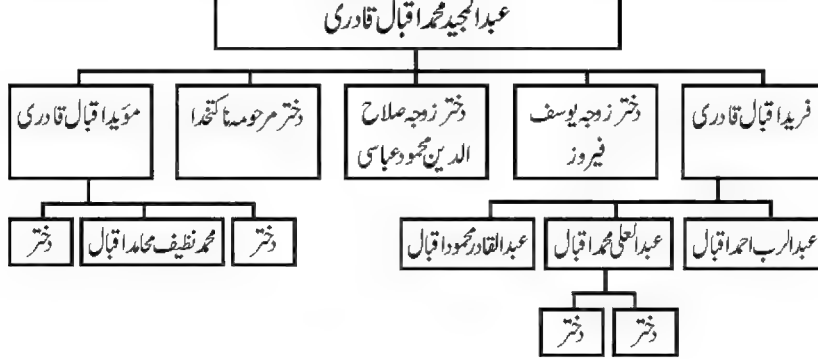 عبدالمجید محمد اقبال قادری
فرید اقبال قادری
دختر زوجہ یوسف
فیروز
دختر زوجہ صلاح
الدین محمود عباسی
دختر مرحومہ ناکتخدا
مؤید اقبال قادری
عبدالرب احمد اقبال
عبدالعلی محمد اقبال
عبدالقادر محمود اقبال
دختر
محمد نظیف محامد اقبال
دختر
دختر
دختر